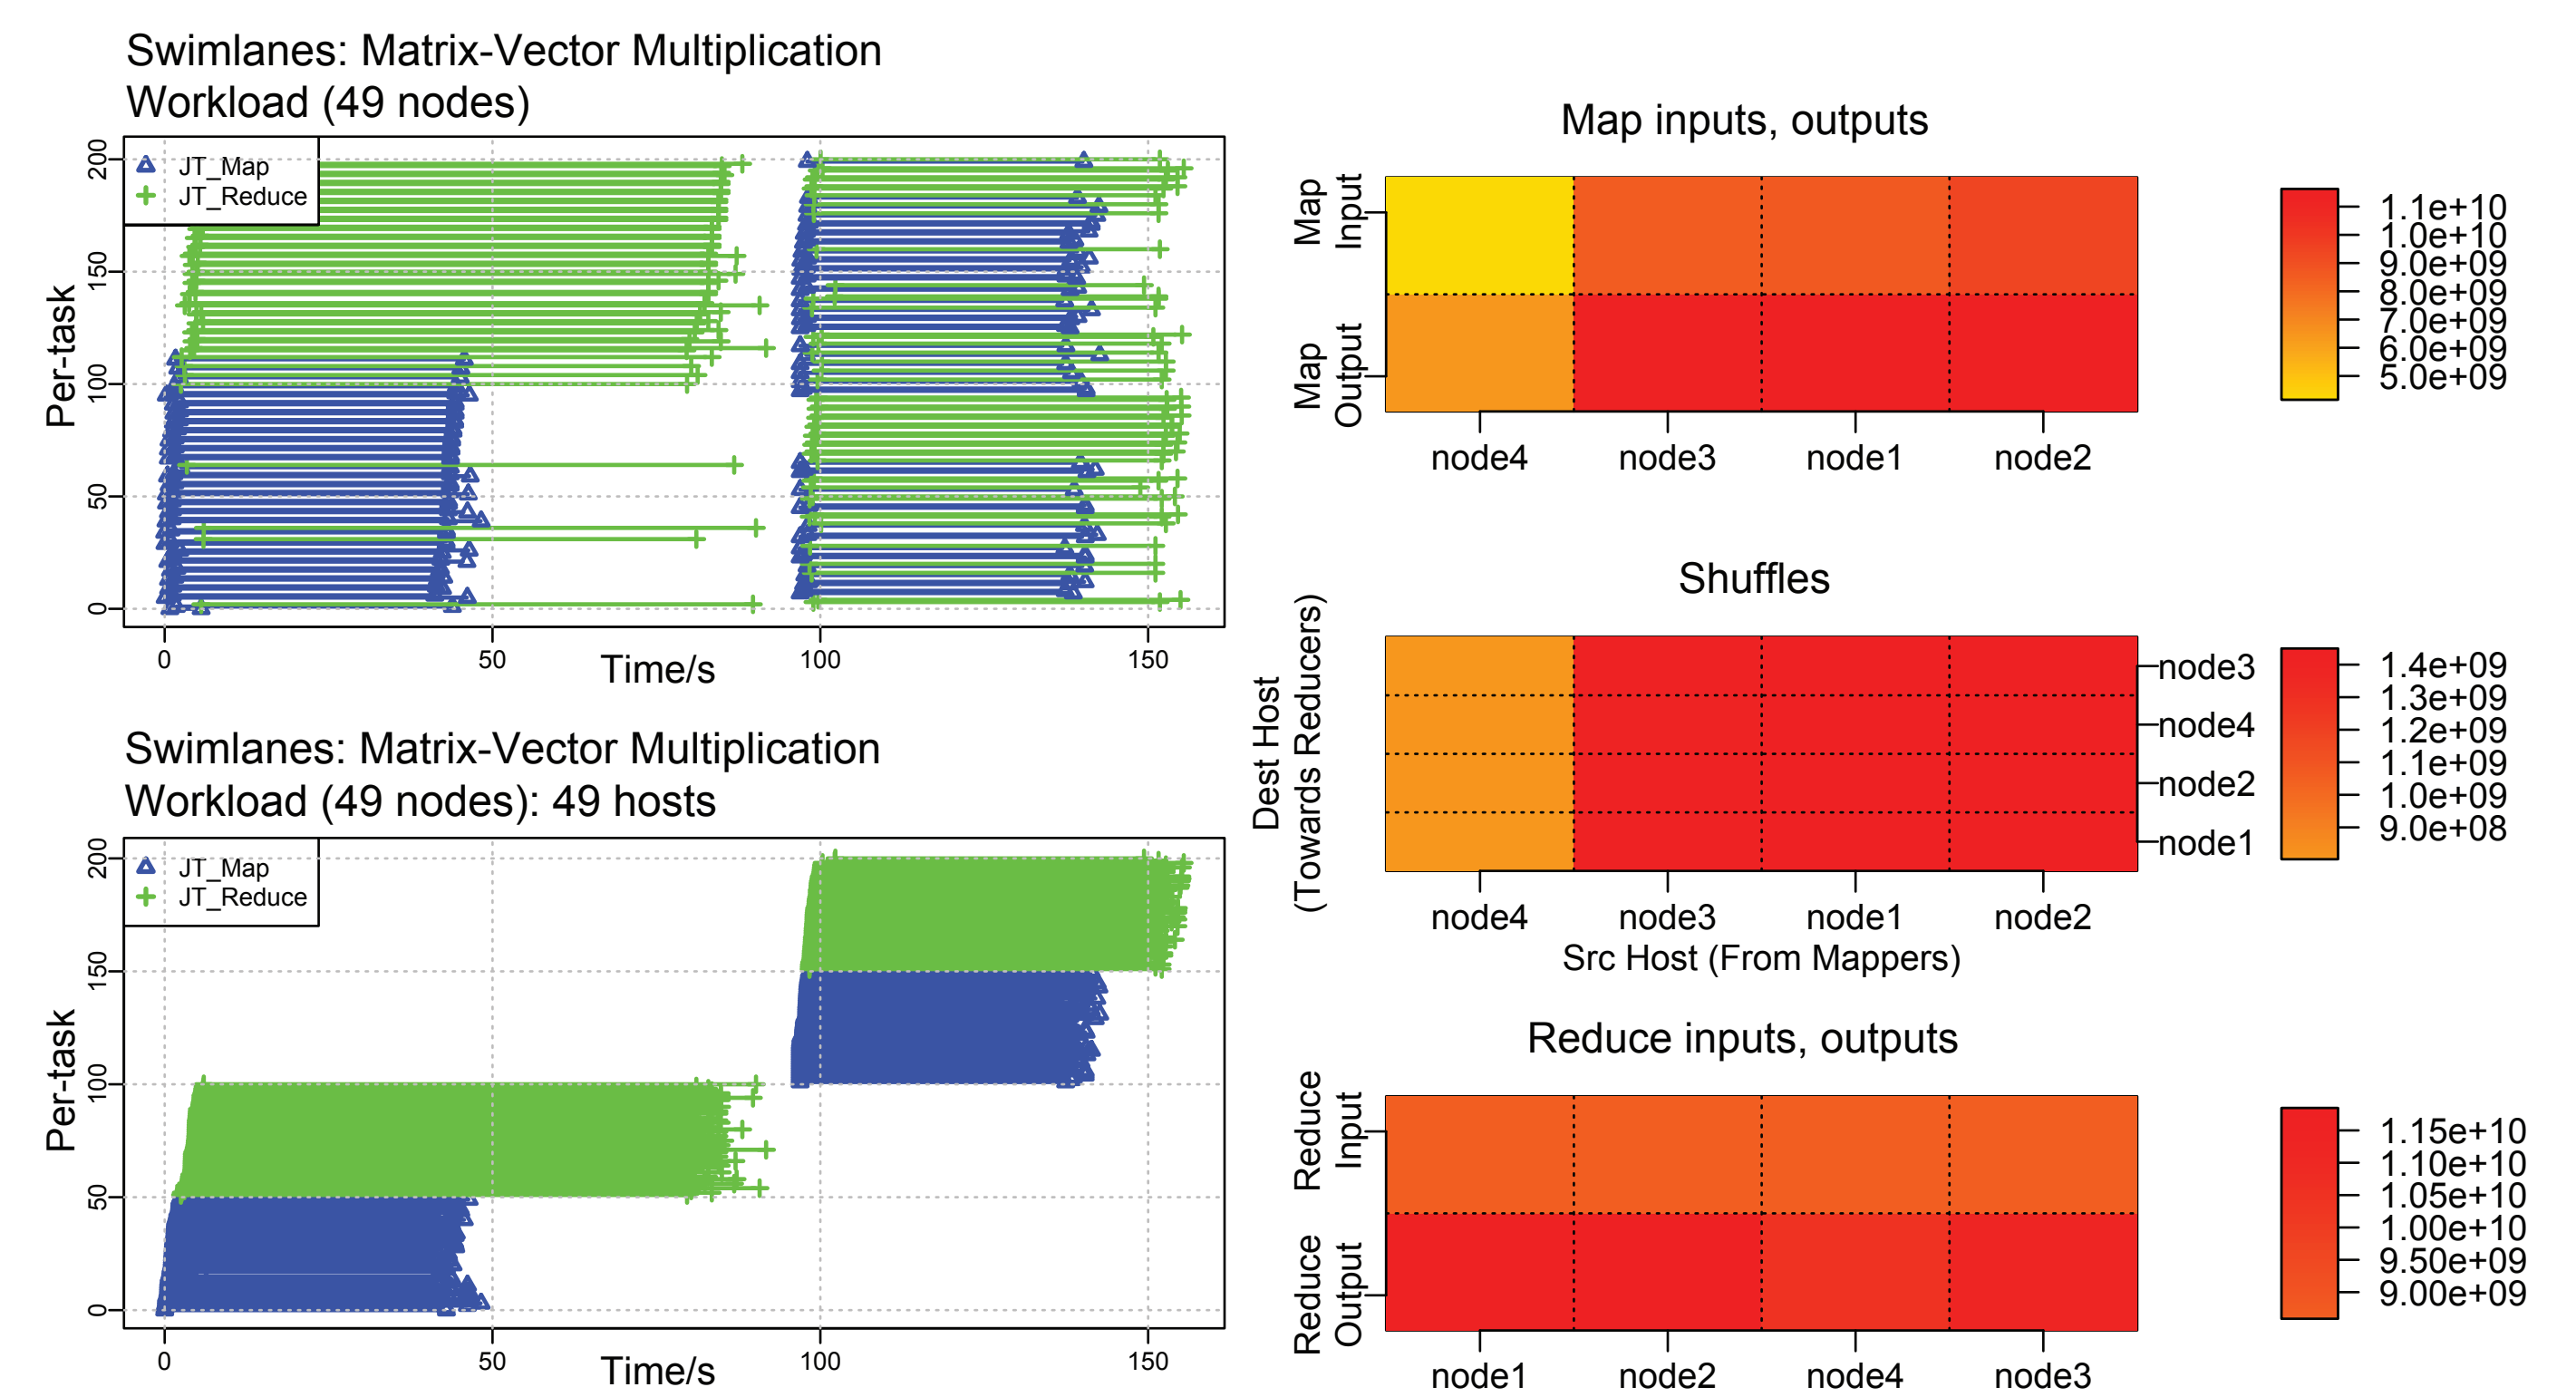 Swimlanes: Matrix-Vector Multiplication
Workload (49 nodes)
JT_Map
JT_Reduce
Per-task
0
50
100
150
200
0
50
100
150
Time/s
Swimlanes: Matrix-Vector Multiplication
Workload (49 nodes): 49 hosts
JT_Map
JT_Reduce
Per-task
0
50
100
150
200
0
50
100
150
Time/s
Map inputs, outputs
Map
Input
Map
Output
node4
node3
node1
node2
1.1e+10
1.0e+10
9.0e+09
8.0e+09
7.0e+09
6.0e+09
5.0e+09
Shuffles
Dest Host
(Towards Reducers)
node3
node4
node2
node1
node4
node3
node1
node2
Src Host (From Mappers)
1.4e+09
1.3e+09
1.2e+09
1.1e+09
1.0e+09
9.0e+08
Reduce inputs, outputs
Reduce
Input
Reduce
Output
node1
node2
node4
node3
1.15e+10
1.10e+10
1.05e+10
1.00e+10
9.50e+09
9.00e+09